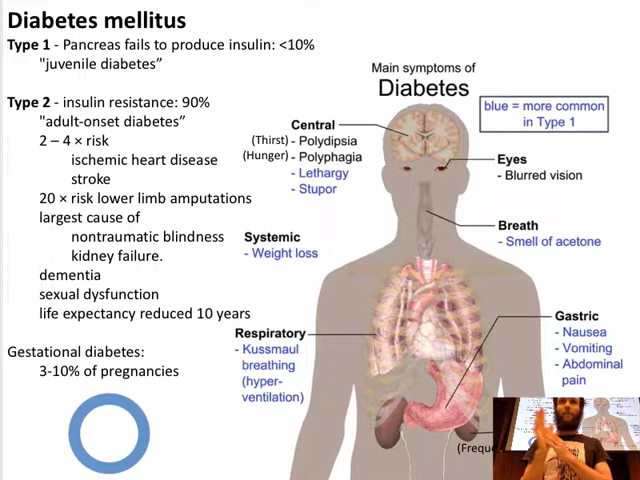 Diabetes mellitus
Type 1 - Pancreas fails to produce insulin: <10%
"juvenile diabetes”
Type 2 - insulin resistance: 90%
"adult-onset diabetes”
2 – 4 × risk
ischemic heart disease
stroke
20 × risk lower limb amputations
largest cause of
nontraumatic blindness
kidney failure.
dementia
sexual dysfunction
life expectancy reduced 10 years
Gestational diabetes:
3-10% of pregnancies
Main symptoms of
Diabetes
blue = more common
in Type 1
Central
(Thirst) - Polydipsia
(Hunger) - Polyphagia
- Lethargy
- Stupor
Eyes
- Blurred vision
Breath
- Smell of acetone
Systemic
- Weight loss
Respiratory
- Kussmaul
breathing
(hyper-
ventilation)
Gastric
- Nausea
- Vomiting
- Abdominal
pain